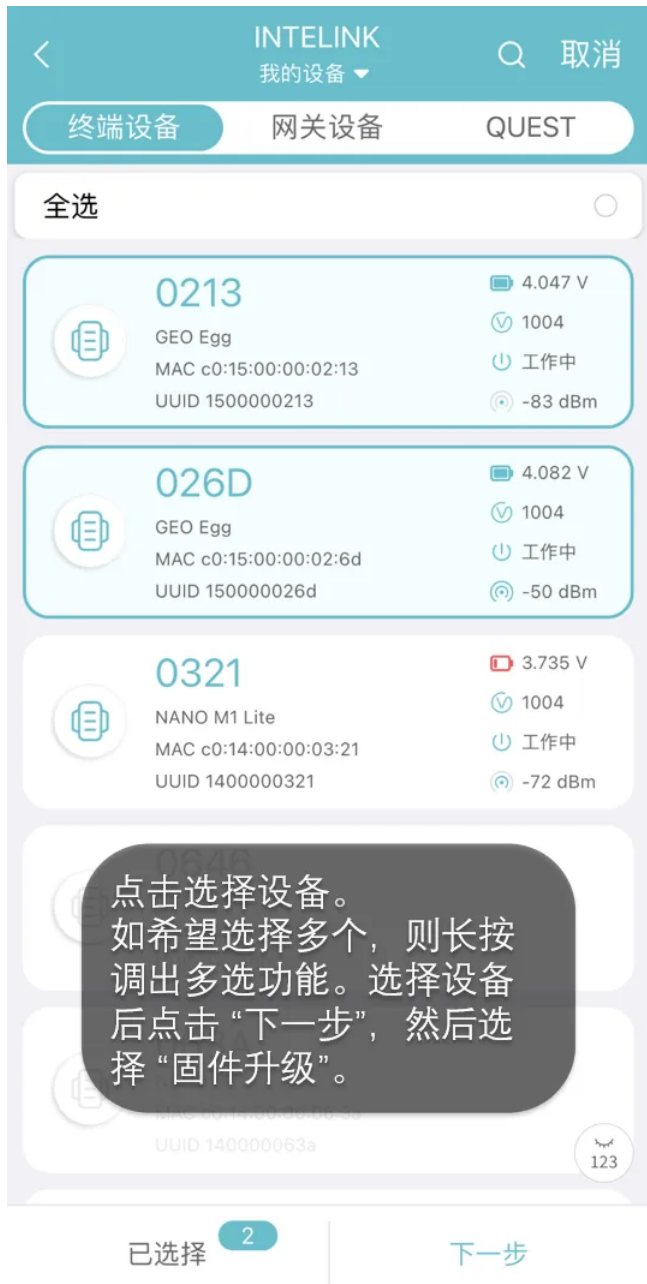 INTELINK
我的设备
取消
终端设备
网关设备
QUEST
全选
0213
GEO Egg
MAC c0:15:00:00:02:13
UUID 1500000213
4.047 V
1004
工作中
-83 dBm
026D
GEO Egg
MAC c0:15:00:00:02:6d
UUID 150000026d
4.082 V
1004
工作中
-50 dBm
0321
NANO M1 Lite
MAC c0:14:00:00:03:21
UUID 1400000321
3.735 V
1004
工作中
-72 dBm
0646
点击选择设备。
如希望选择多个，则长按
调出多选功能。选择设备
后点击“下一步”，然后选
择“固件升级”。
UUID 140000063a
123
已选择
2
下一步